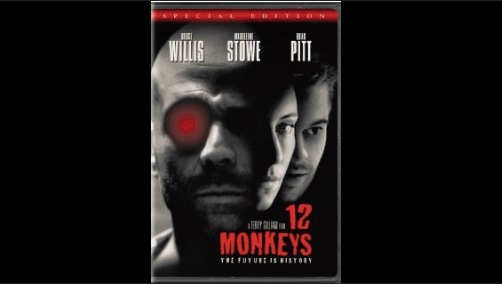 SPECIAL EDITION
BRUCE MADELEINE BRAD
WILLIS STOWE PITT
A TERRY GILLIAM FILM
12
MONKEYS
THE FUTURE IS HISTORY